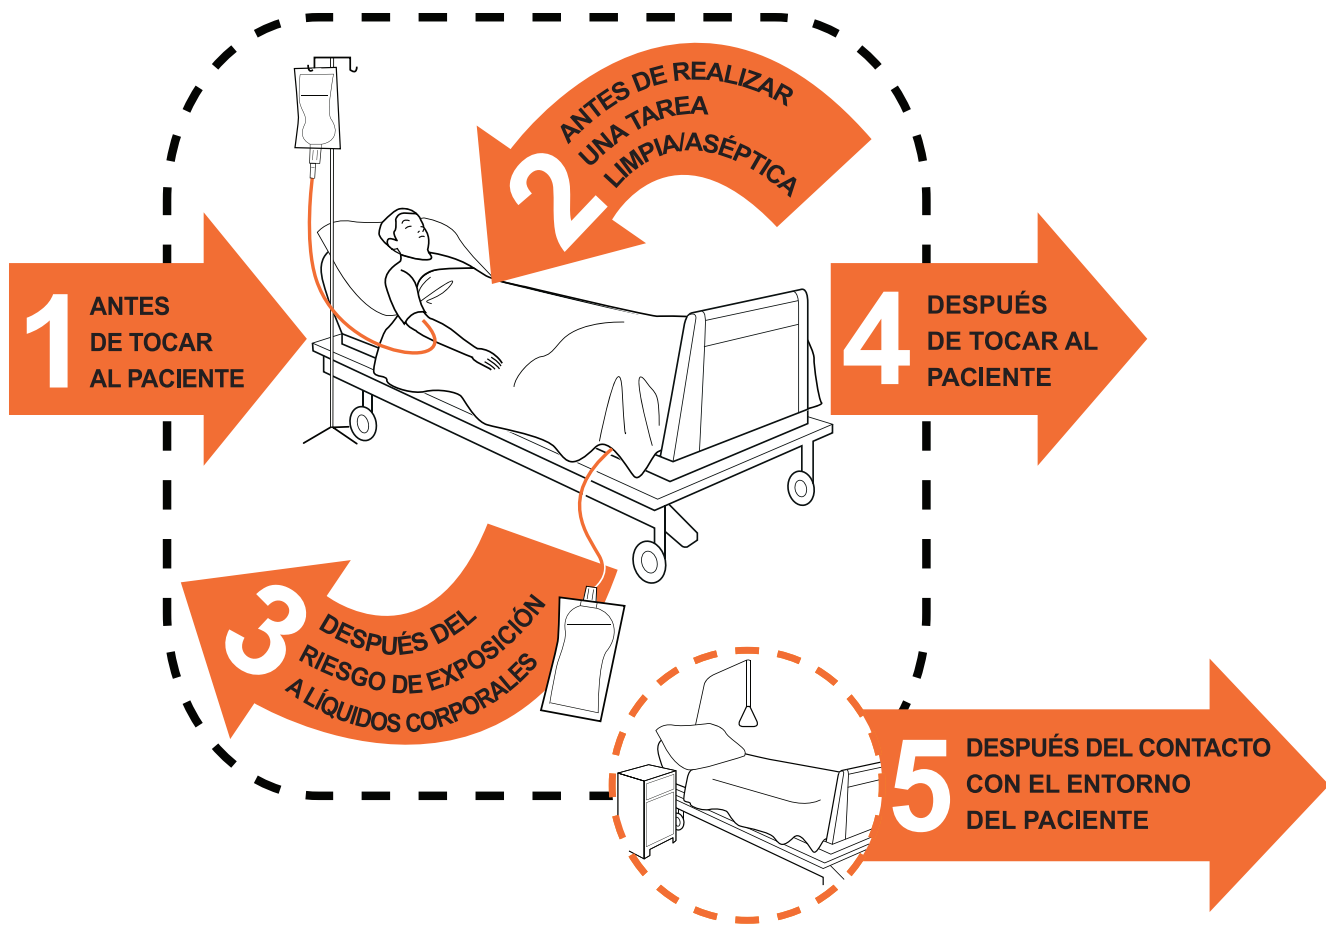 1
ANTES
DE TOCAR
AL PACIENTE
2
ANTES DE REALIZAR
UNA TAREA
LIMPIA/ASÉPTICA
3
DESPUÉS DEL
RIESGO DE EXPOSICIÓN
A LÍQUIDOS CORPORALES
4
DESPUÉS
DE TOCAR AL
PACIENTE
5
DESPUÉS DEL CONTACTO
CON EL ENTORNO
DEL PACIENTE